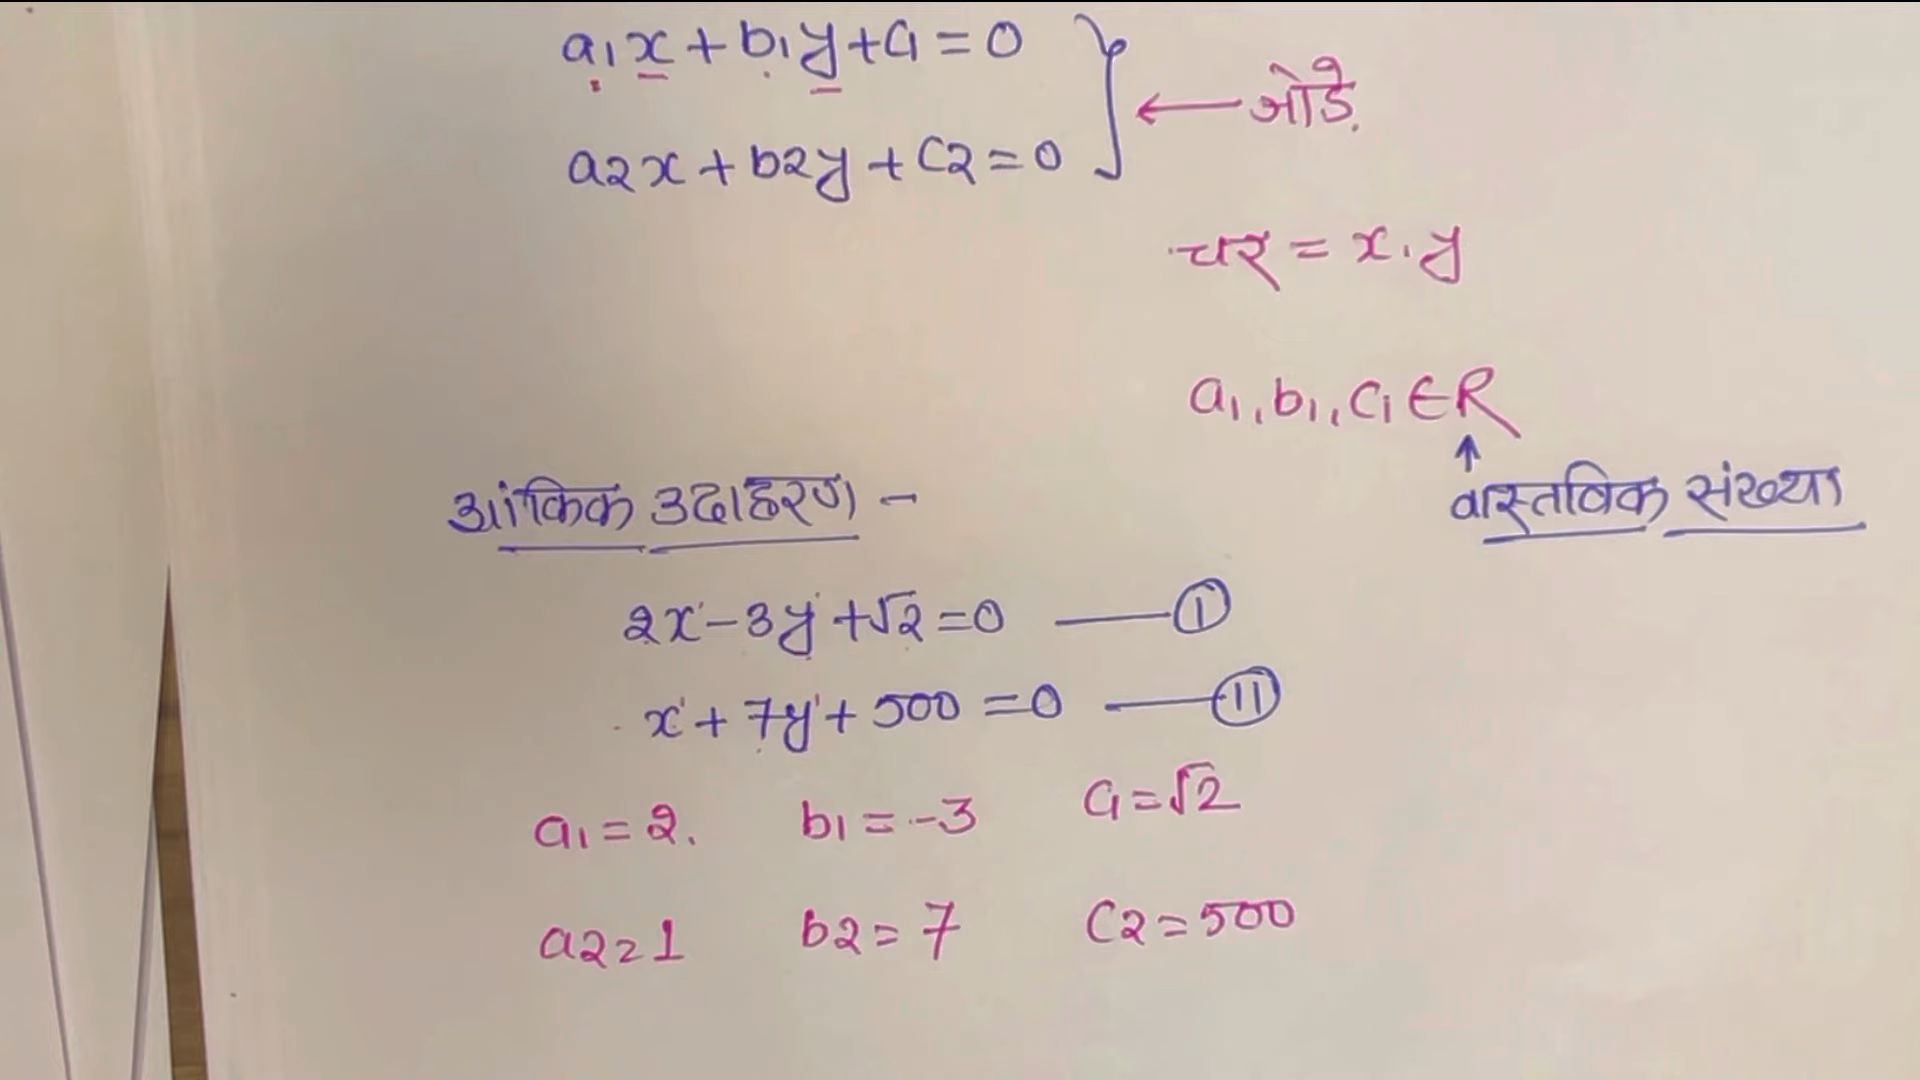 a1x + b1y + c1 = 0
a2x + b2y + c2 = 0
← जोडे.
चर = x, y
a1, b1, c1 ∈ R
↑
वास्तविक संख्या
आंकिक उदाहरण -
2x - 3y + √2 = 0 —— (I)
x + 7y + 500 = 0 —— (II)
a1 = 2. b1 = -3 c1 = √2
a2 = 1 b2 = 7 c2 = 500